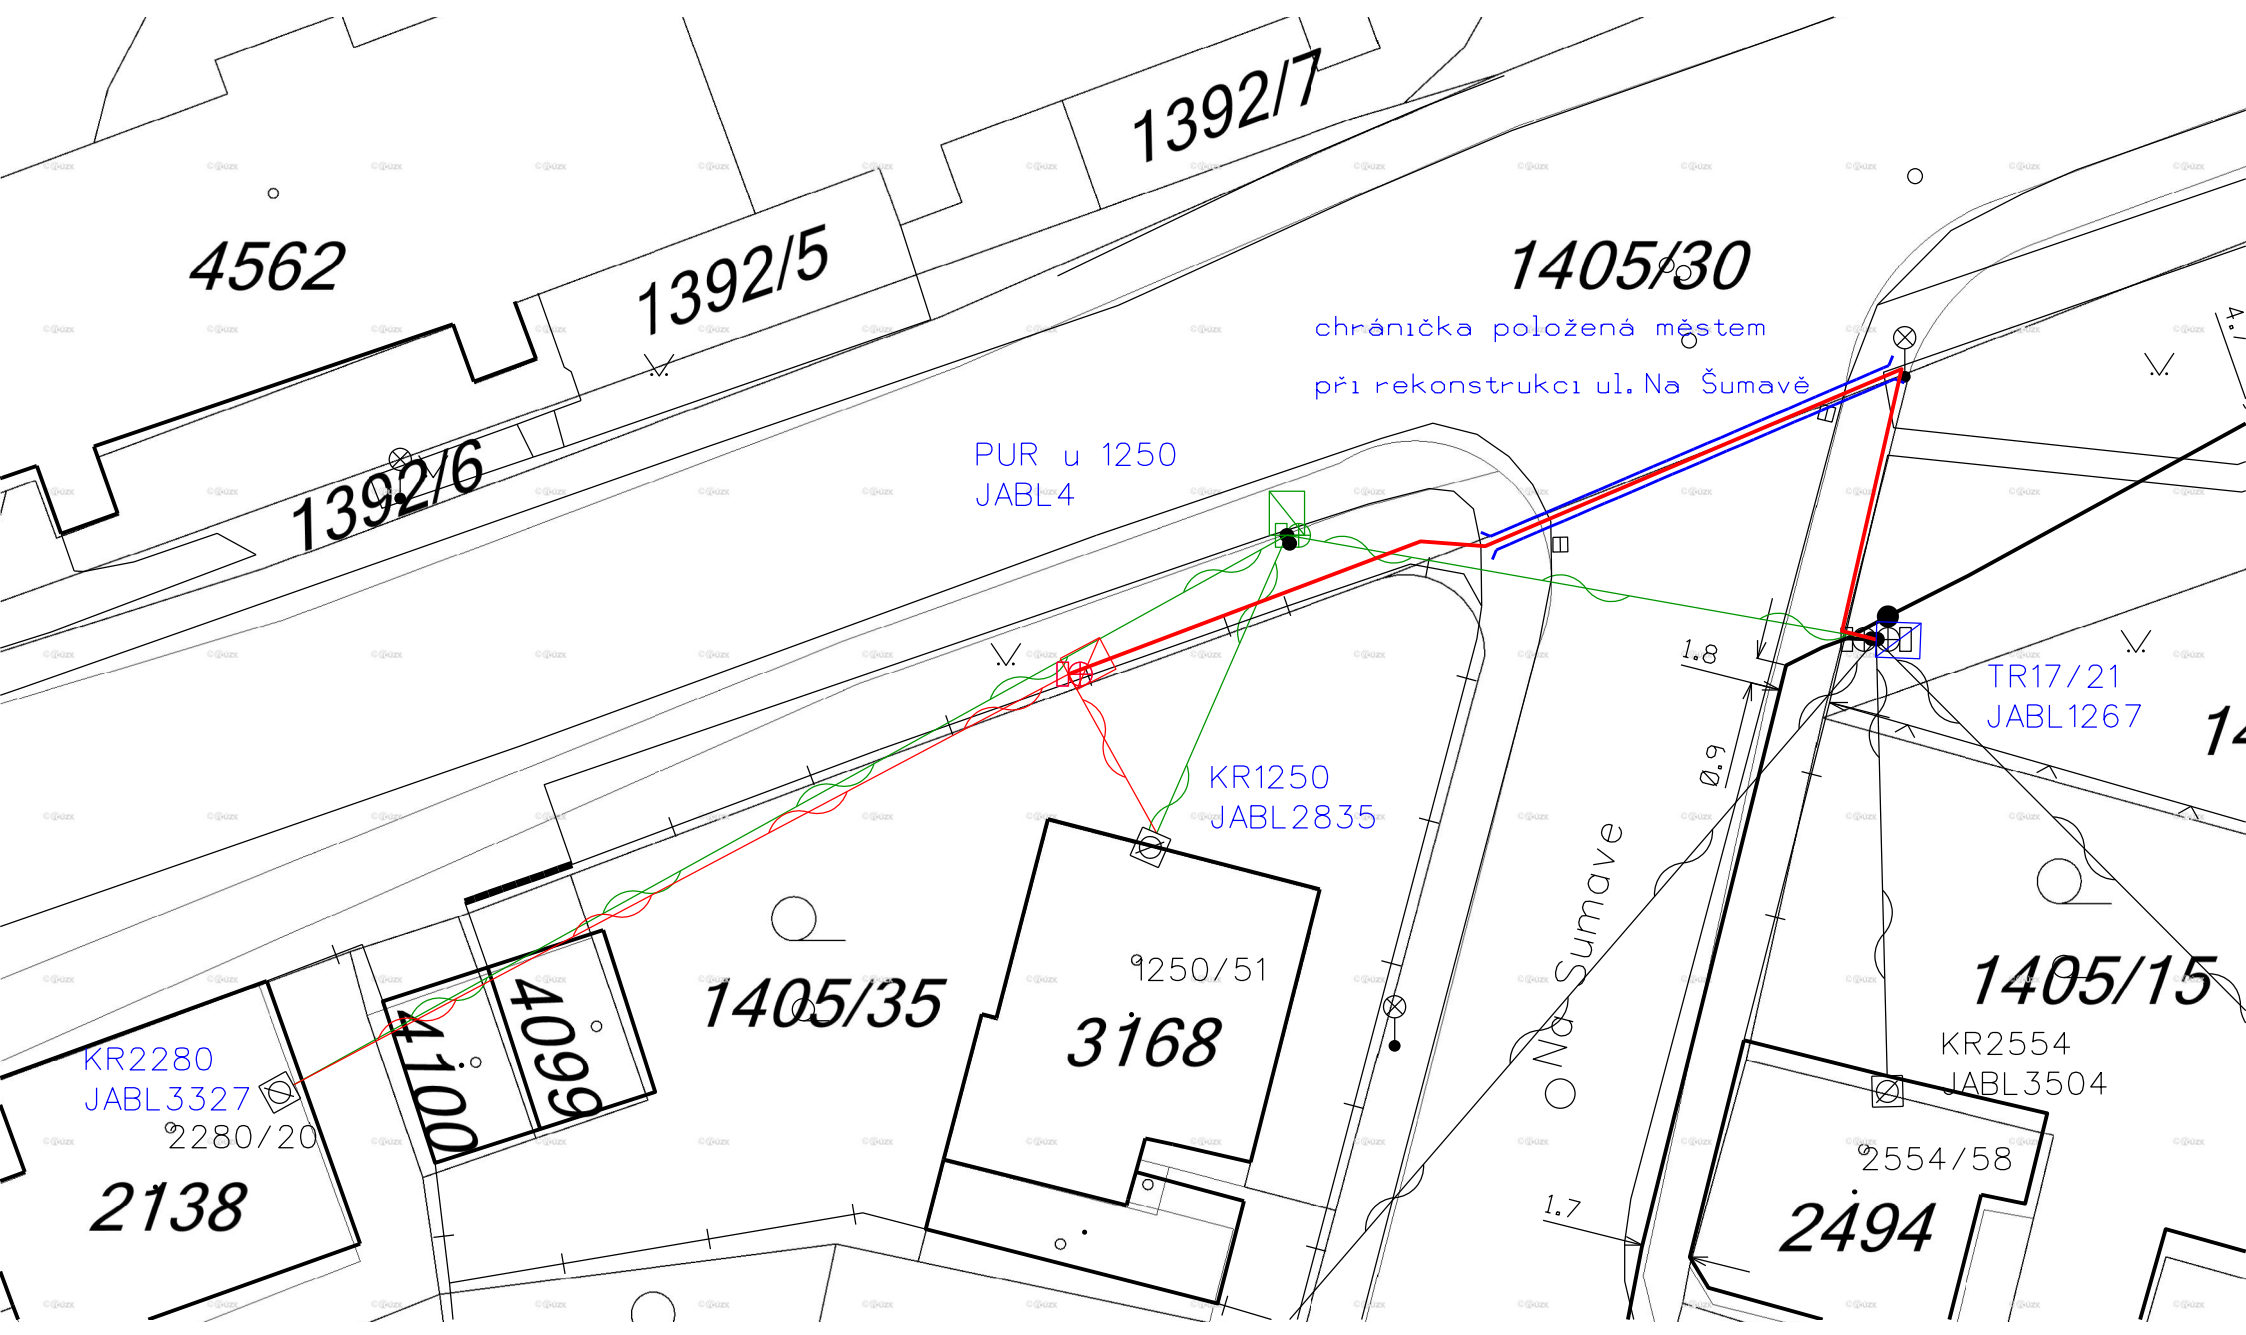 1392/7
4562
1392/5
1405/30
chránička položená městem
při rekonstrukci ul. Na Šumavě
1392/6
PUR u 1250
JABL4
1.8
TR17/21
JABL1267
0.9
KR1250
JABL2835
Na Sumave
1250/51
1405/35
3168
4099
4100
KR2280
JABL3327
2280/20
2138
1405/15
KR2554
JABL3504
2554/58
2494
1.7